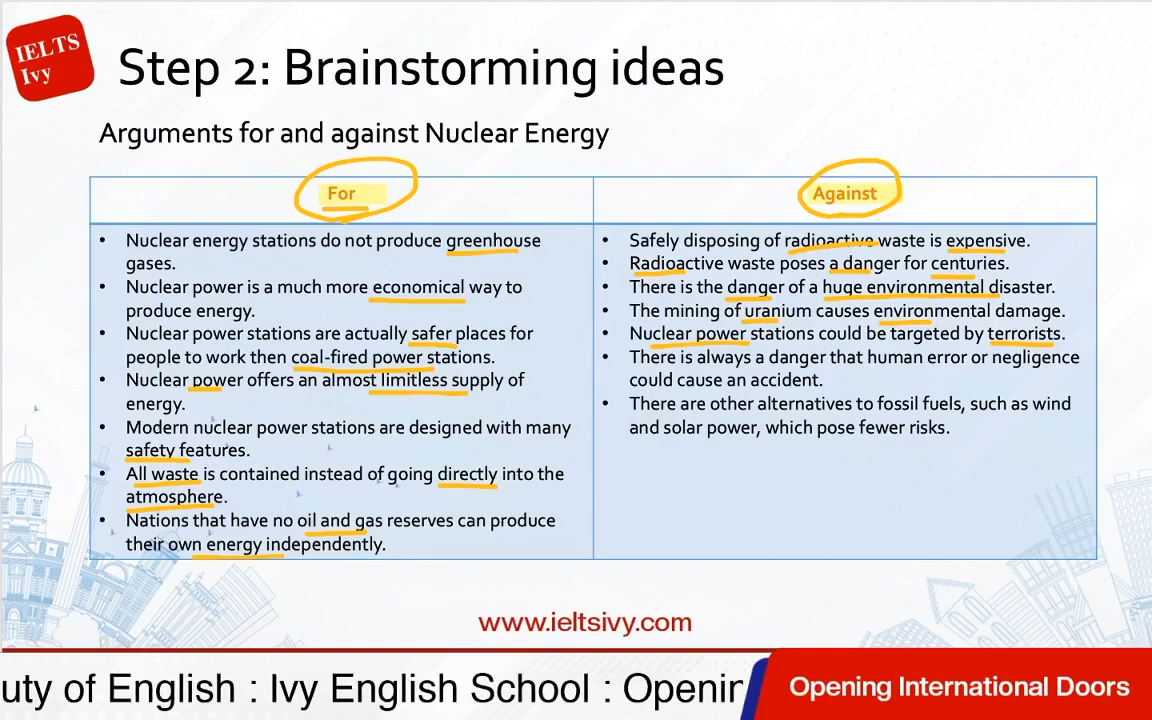 IELTS
Ivy
Step 2: Brainstorming ideas
Arguments for and against Nuclear Energy
For
• Nuclear energy stations do not produce greenhouse
gases.
• Nuclear power is a much more economical way to
produce energy.
• Nuclear power stations are actually safer places for
people to work then coal-fired power stations.
• Nuclear power offers an almost limitless supply of
energy.
• Modern nuclear power stations are designed with many
safety features.
• All waste is contained instead of going directly into the
atmosphere.
• Nations that have no oil and gas reserves can produce
their own energy independently.
Against
• Safely disposing of radioactive waste is expensive.
• Radioactive waste poses a danger for centuries.
• There is the danger of a huge environmental disaster.
• The mining of uranium causes environmental damage.
• Nuclear power stations could be targeted by terrorists.
• There is always a danger that human error or negligence
could cause an accident.
• There are other alternatives to fossil fuels, such as wind
and solar power, which pose fewer risks.
www.ieltsivy.com
uty of English : Ivy English School : Openin
Opening International Doors